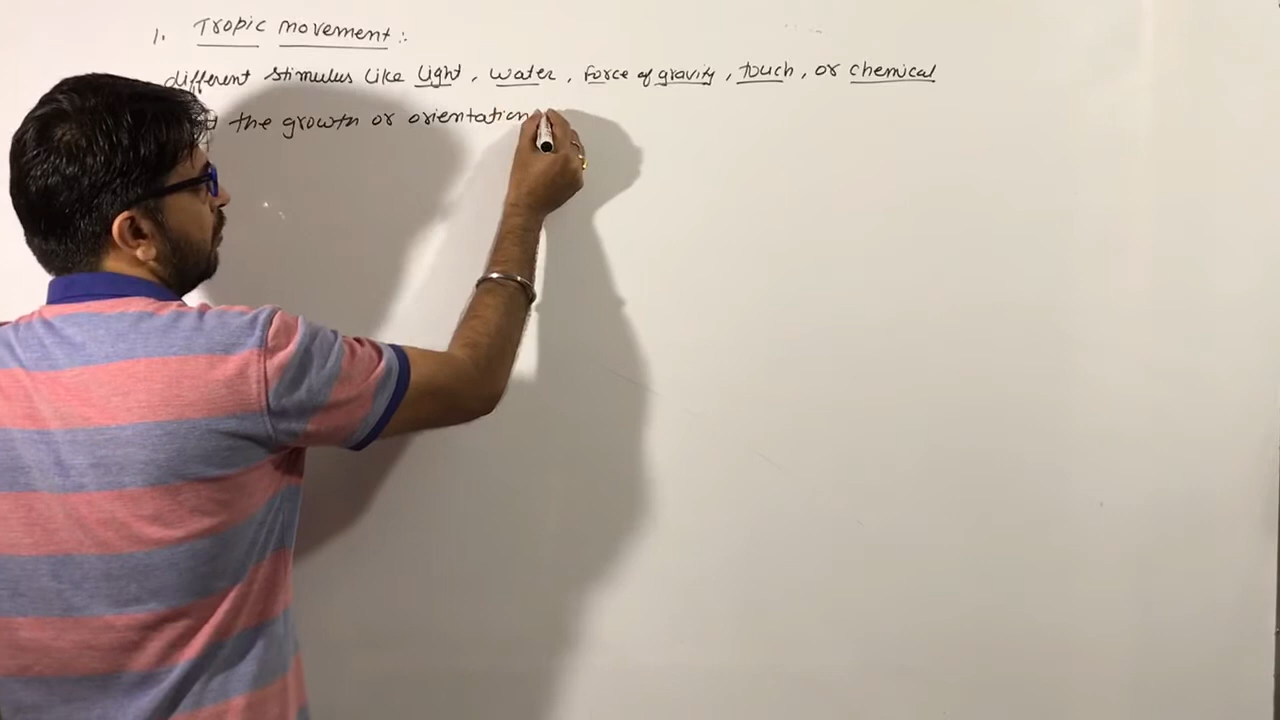 1. Tropic movement :
different stimulus like light, water, force of gravity, touch, or chemical
the growth or orientation